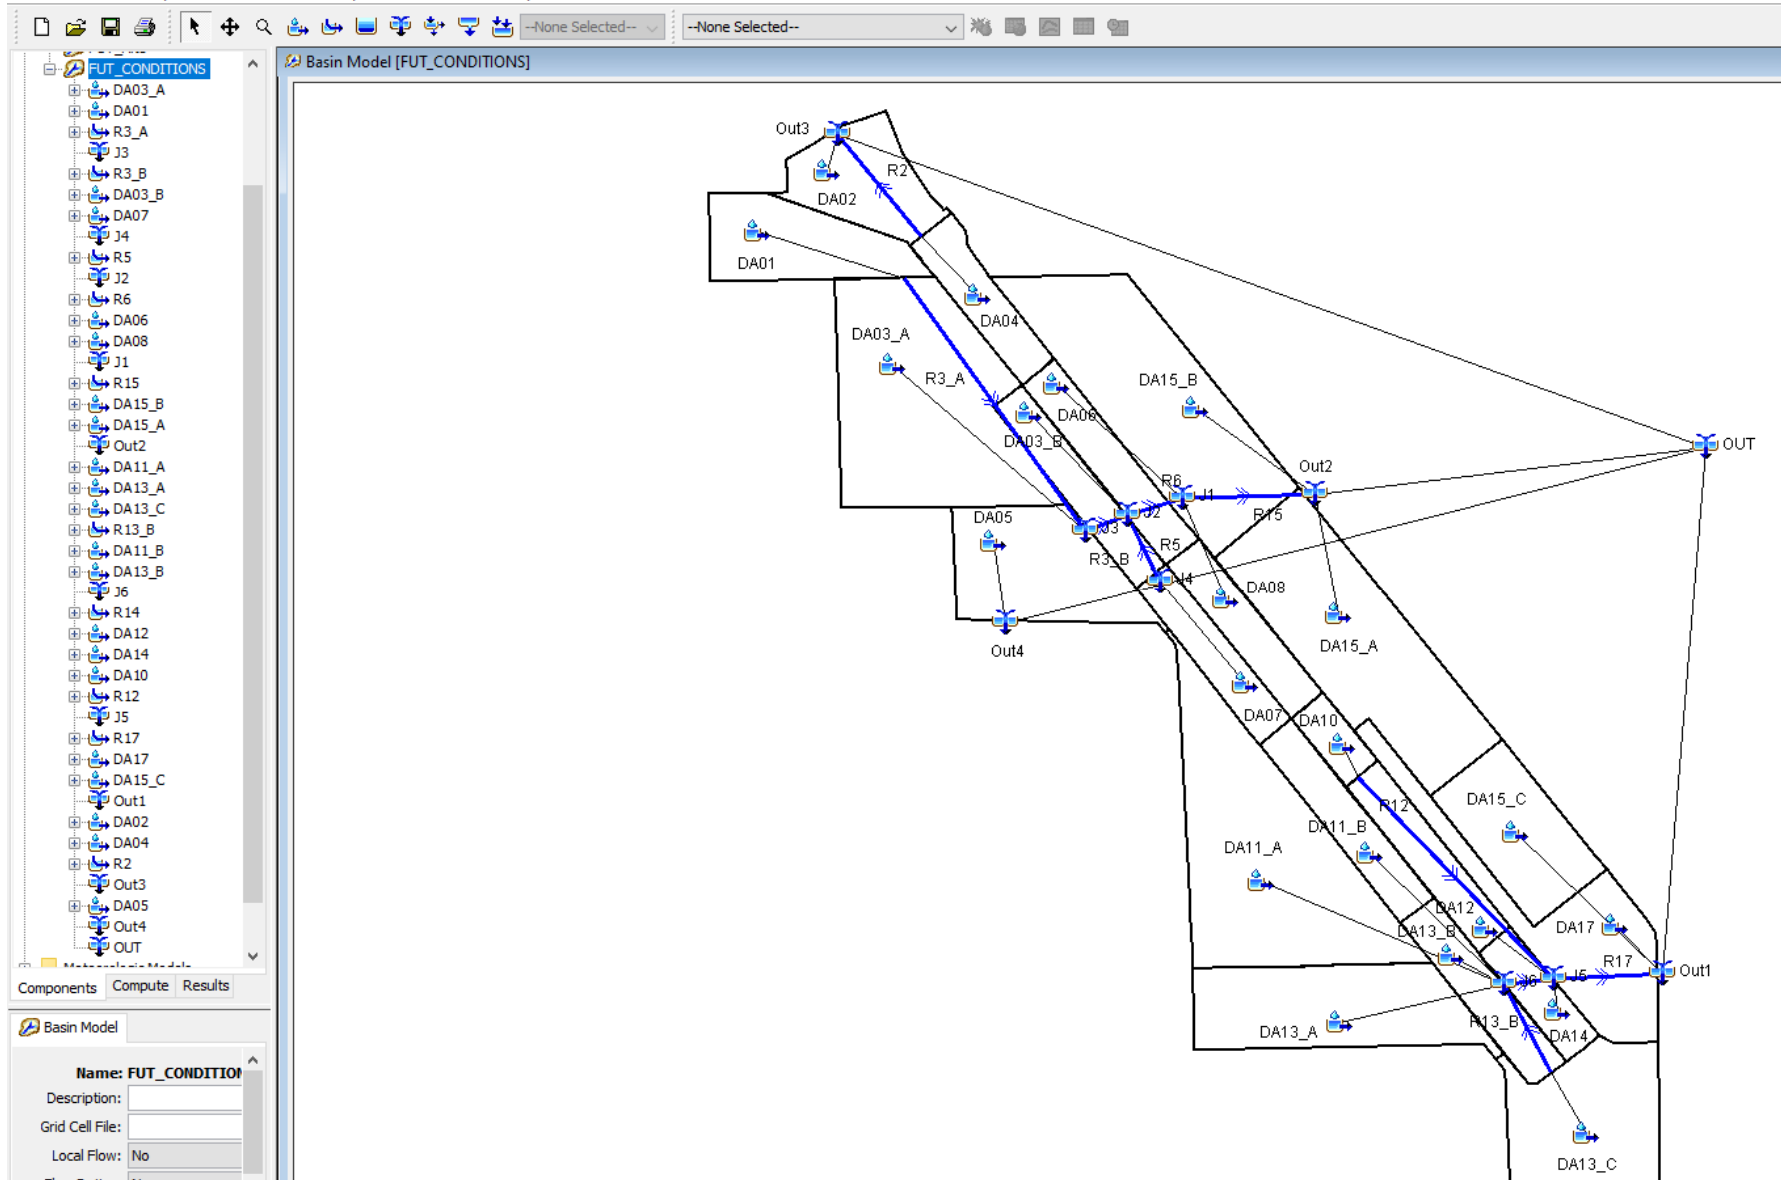 --None Selected--
--None Selected--
FUT_CONDITIONS
DA03_A
DA01
R3_A
J3
R3_B
DA03_B
DA07
J4
R5
J2
R6
DA06
DA08
J1
R15
DA15_B
DA15_A
Out2
DA11_A
DA13_A
DA13_C
R13_B
DA11_B
DA13_B
J6
R14
DA12
DA14
DA10
R12
J5
R17
DA17
DA15_C
Out1
DA02
DA04
R2
Out3
DA05
Out4
OUT
Components
Compute
Results
Basin Model
Name: FUT_CONDITION
Description:
Grid Cell File:
Local Flow: No
Basin Model [FUT_CONDITIONS]
Out3
R2
DA02
DA01
DA04
DA03_A
R3_A
DA15_B
DA06
DA03_B
OUT
Out2
R6
J1
R15
J2
DA05
J3
R5
R3_B
J4
DA08
DA15_A
Out4
DA07
DA10
R12
DA15_C
DA11_B
DA11_A
DA12
DA13_B
DA17
R17
Out1
J5
J6
R13_B
DA14
DA13_A
DA13_C